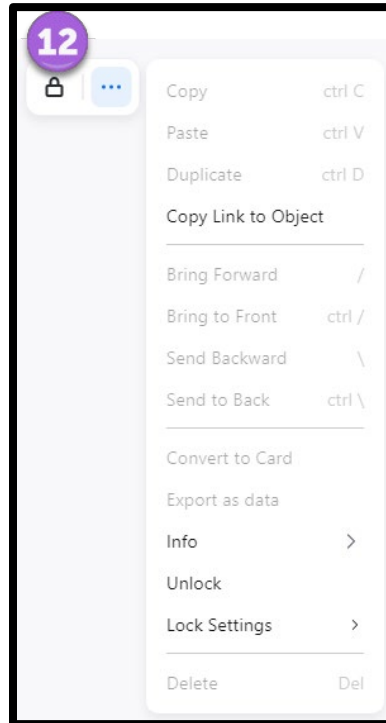 12
Copy ctrl C
Paste ctrl V
Duplicate ctrl D
Copy Link to Object
Bring Forward /
Bring to Front ctrl /
Send Backward \
Send to Back ctrl \
Convert to Card
Export as data
Info
Unlock
Lock Settings
Delete Del